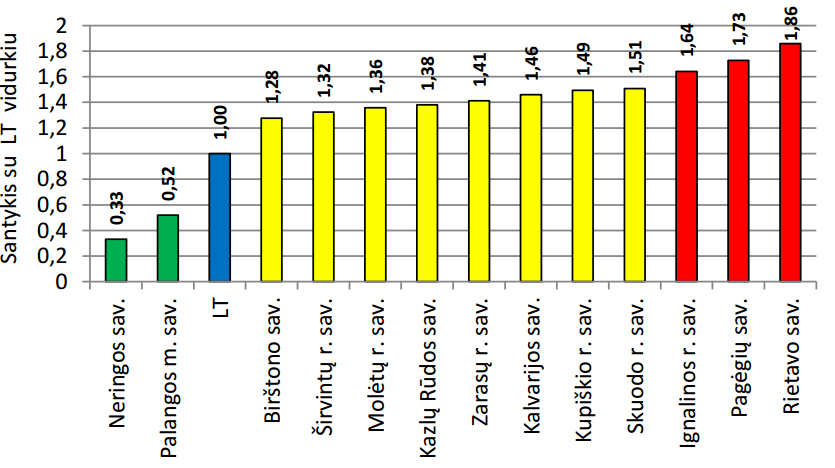 Santykis su LT vidurkiu
2
1,8
1,6
1,4
1,2
1
0,8
0,6
0,4
0,2
0
0,33
0,52
1,00
1,28
1,32
1,36
1,38
1,41
1,46
1,49
1,51
1,64
1,73
1,86
Neringos sav.
Palangos m. sav.
LT
Birštono sav.
Širvintų r. sav.
Molėtų r. sav.
Kazlų Rūdos sav.
Zarasų r. sav.
Kalvarijos sav.
Kupiškio r. sav.
Skuodo r. sav.
Ignalinos r. sav.
Pagėgių sav.
Rietavo sav.